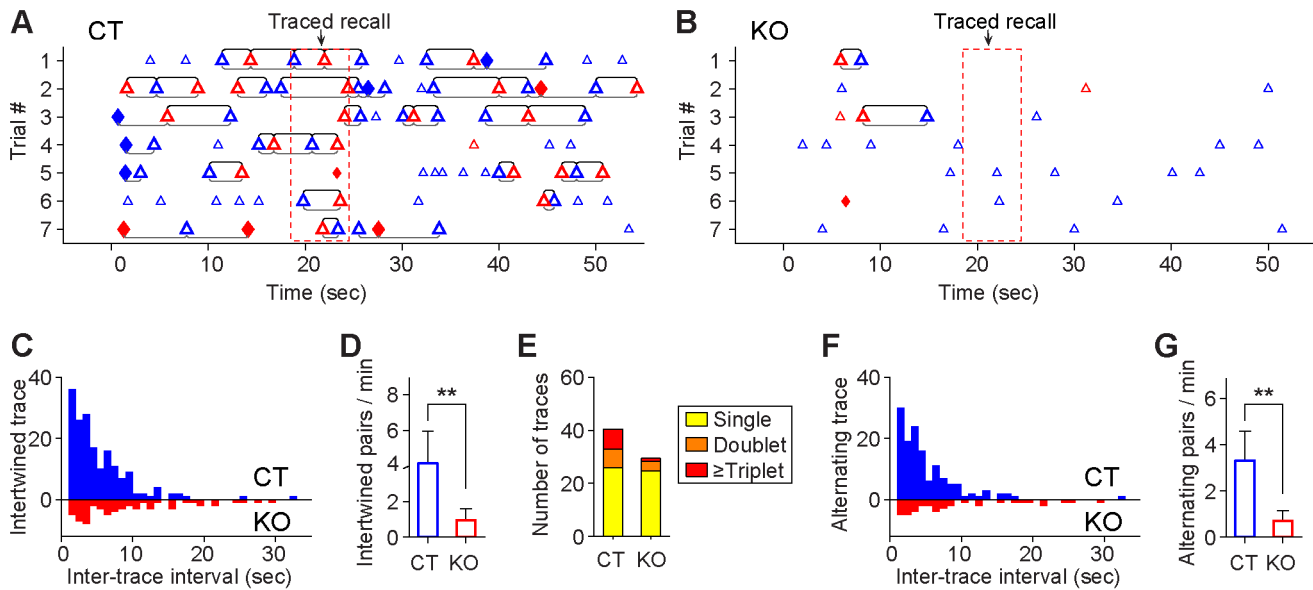 A
CT
Traced recall
Trial #
1
2
3
4
5
6
7
0 10 20 30 40 50
Time (sec)
B
KO
Traced recall
Trial #
1
2
3
4
5
6
7
0 10 20 30 40 50
Time (sec)
C
Intertwined trace
40
20
0
CT
KO
0 10 20 30
Inter-trace interval (sec)
D
Intertwined pairs / min
8
6
4
2
0
**
CT KO
E
Number of traces
60
40
20
0
CT KO
Single
Doublet
≥Triplet
F
Alternating trace
40
20
0
CT
KO
0 10 20 30
Inter-trace interval (sec)
G
Alternating pairs / min
6
4
2
0
**
CT KO